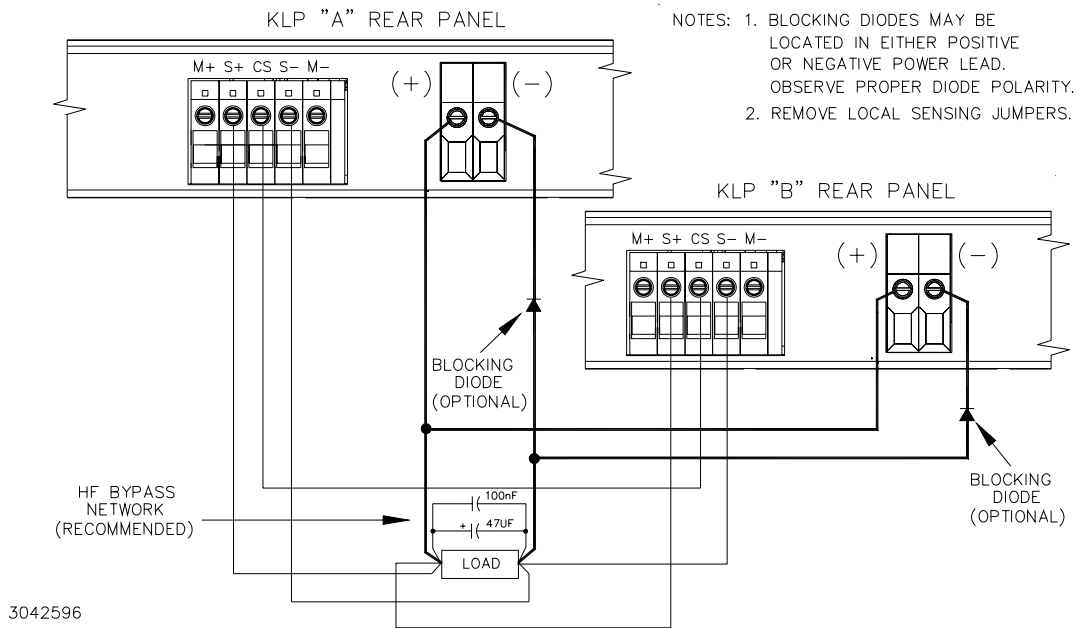 KLP "A" REAR PANEL
NOTES: 1. BLOCKING DIODES MAY BE
LOCATED IN EITHER POSITIVE
OR NEGATIVE POWER LEAD.
OBSERVE PROPER DIODE POLARITY.
2. REMOVE LOCAL SENSING JUMPERS.
M+ S+ CS S- M-
(+) (-)
KLP "B" REAR PANEL
M+ S+ CS S- M-
(+) (-)
BLOCKING
DIODE
(OPTIONAL)
BLOCKING
DIODE
(OPTIONAL)
HF BYPASS
NETWORK
(RECOMMENDED)
100nF
+ 47UF
LOAD
3042596